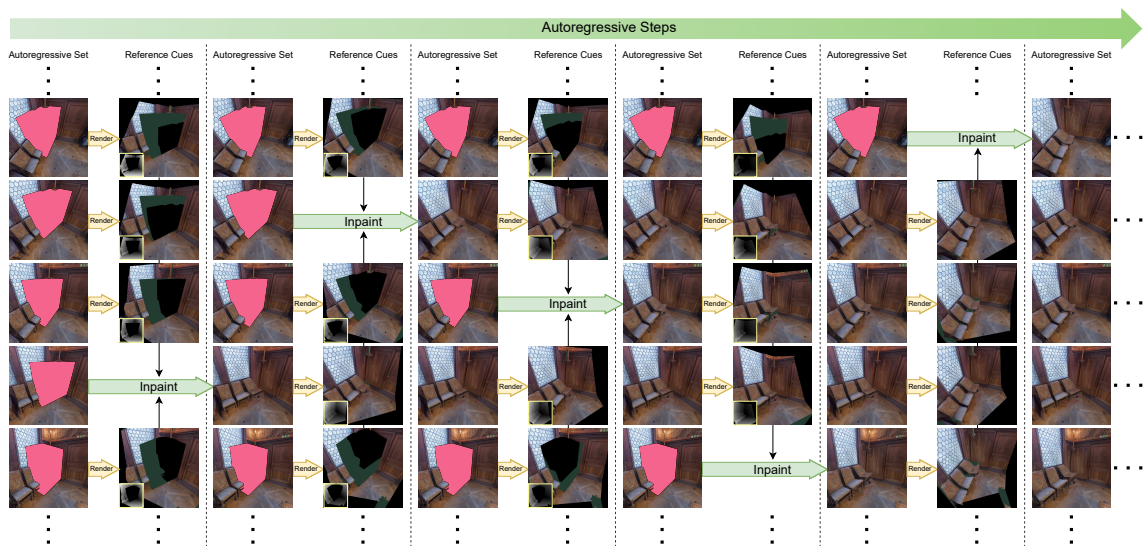 Autoregressive Steps
Autoregressive Set Reference Cues Autoregressive Set Reference Cues Autoregressive Set Reference Cues Autoregressive Set Reference Cues Autoregressive Set Reference Cues Autoregressive Set
Render Render Render Render Inpaint
Render Inpaint Render Render Render
Render Render Inpaint Render Render
Inpaint Render Render Render Render
Render Render Render Inpaint Render